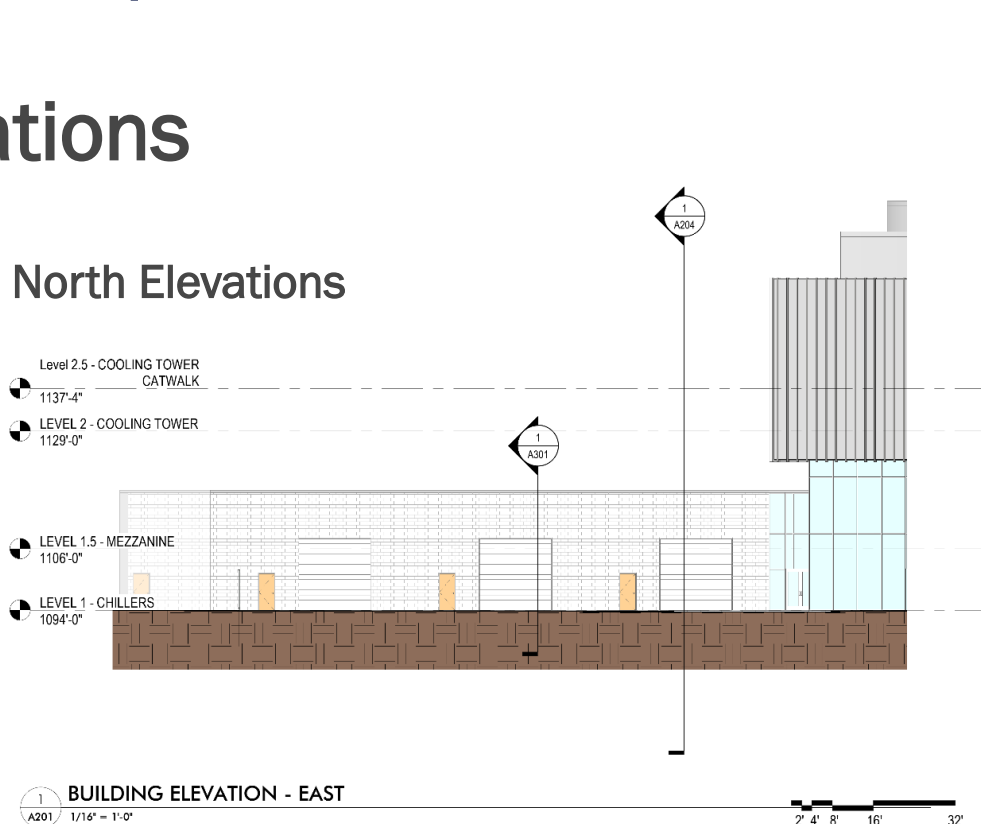 ations
North Elevations
1
A204
Level 2.5 - COOLING TOWER
CATWALK
1137'-4"
LEVEL 2 - COOLING TOWER
1129'-0"
1
A301
LEVEL 1.5 - MEZZANINE
1106'-0"
LEVEL 1 - CHILLERS
1094'-0"
1
A201
BUILDING ELEVATION - EAST
1/16" = 1'-0"
2' 4' 8' 16' 32'